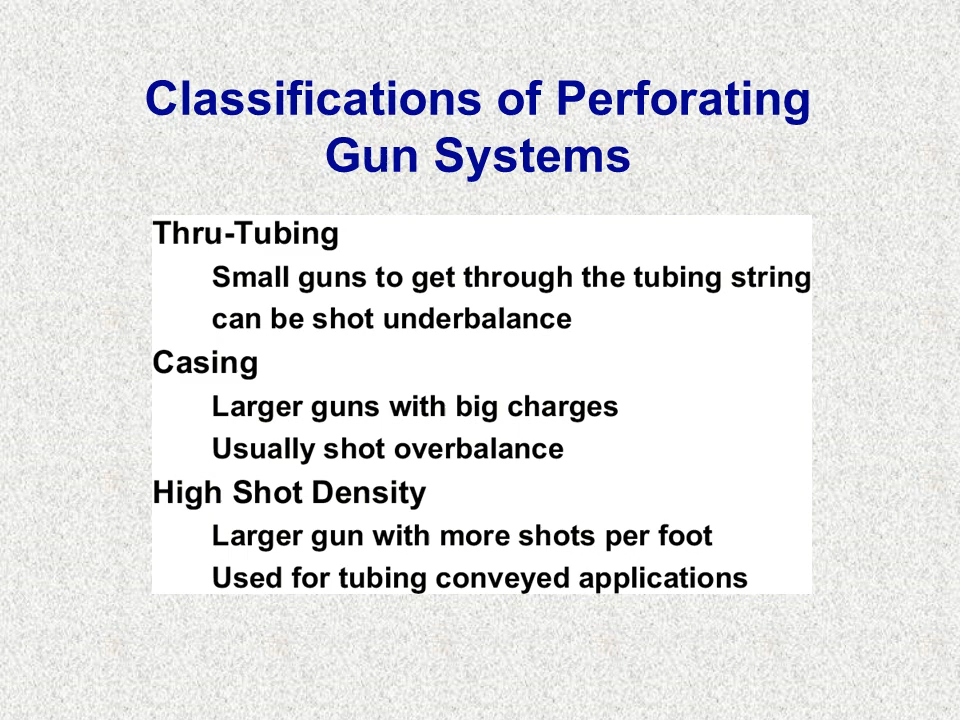 Classifications of Perforating
Gun Systems
Thru-Tubing
Small guns to get through the tubing string
can be shot underbalance
Casing
Larger guns with big charges
Usually shot overbalance
High Shot Density
Larger gun with more shots per foot
Used for tubing conveyed applications